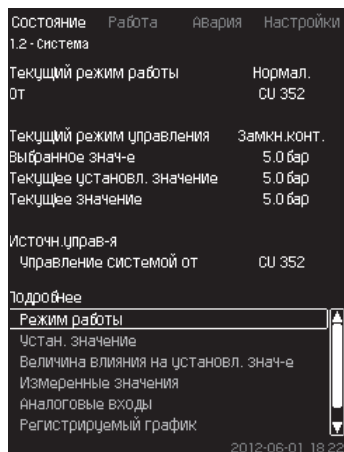 Состояние Работа Авария Настройки
1.2 - Система
Текущий режим работы Нормал.
От CU 352
Текущий режим управления Замкн.конт.
Выбранное знач-е 5.0 бар
Текущее установл. значение 5.0 бар
Текущее значение 5.0 бар
Источн.управ-я
Управление системой от CU 352
Подробнее
Режим работы
Устан. значение
Величина влияния на установл. знач-е
Измеренные значения
Аналоговые входы
Регистрируемый график
2012-06-01 18:22